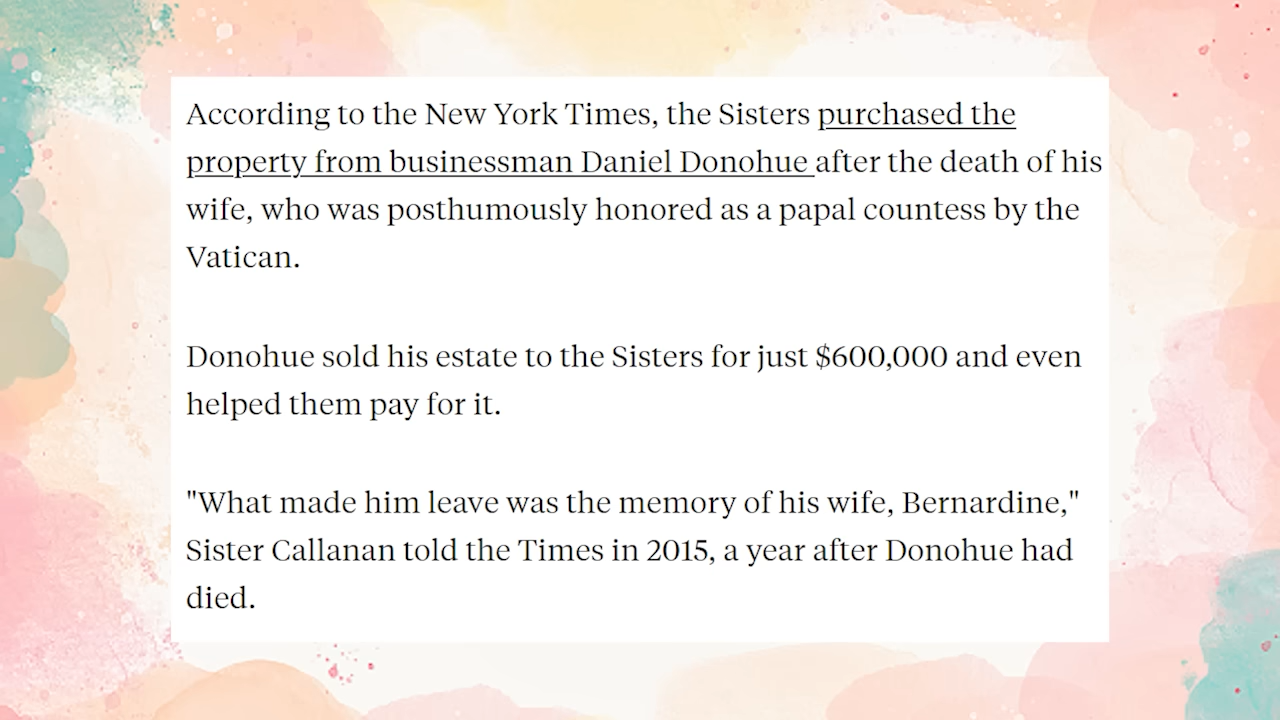 According to the New York Times, the Sisters purchased the
property from businessman Daniel Donohue after the death of his
wife, who was posthumously honored as a papal countess by the
Vatican.
Donohue sold his estate to the Sisters for just $600,000 and even
helped them pay for it.
"What made him leave was the memory of his wife, Bernardine,"
Sister Callanan told the Times in 2015, a year after Donohue had
died.